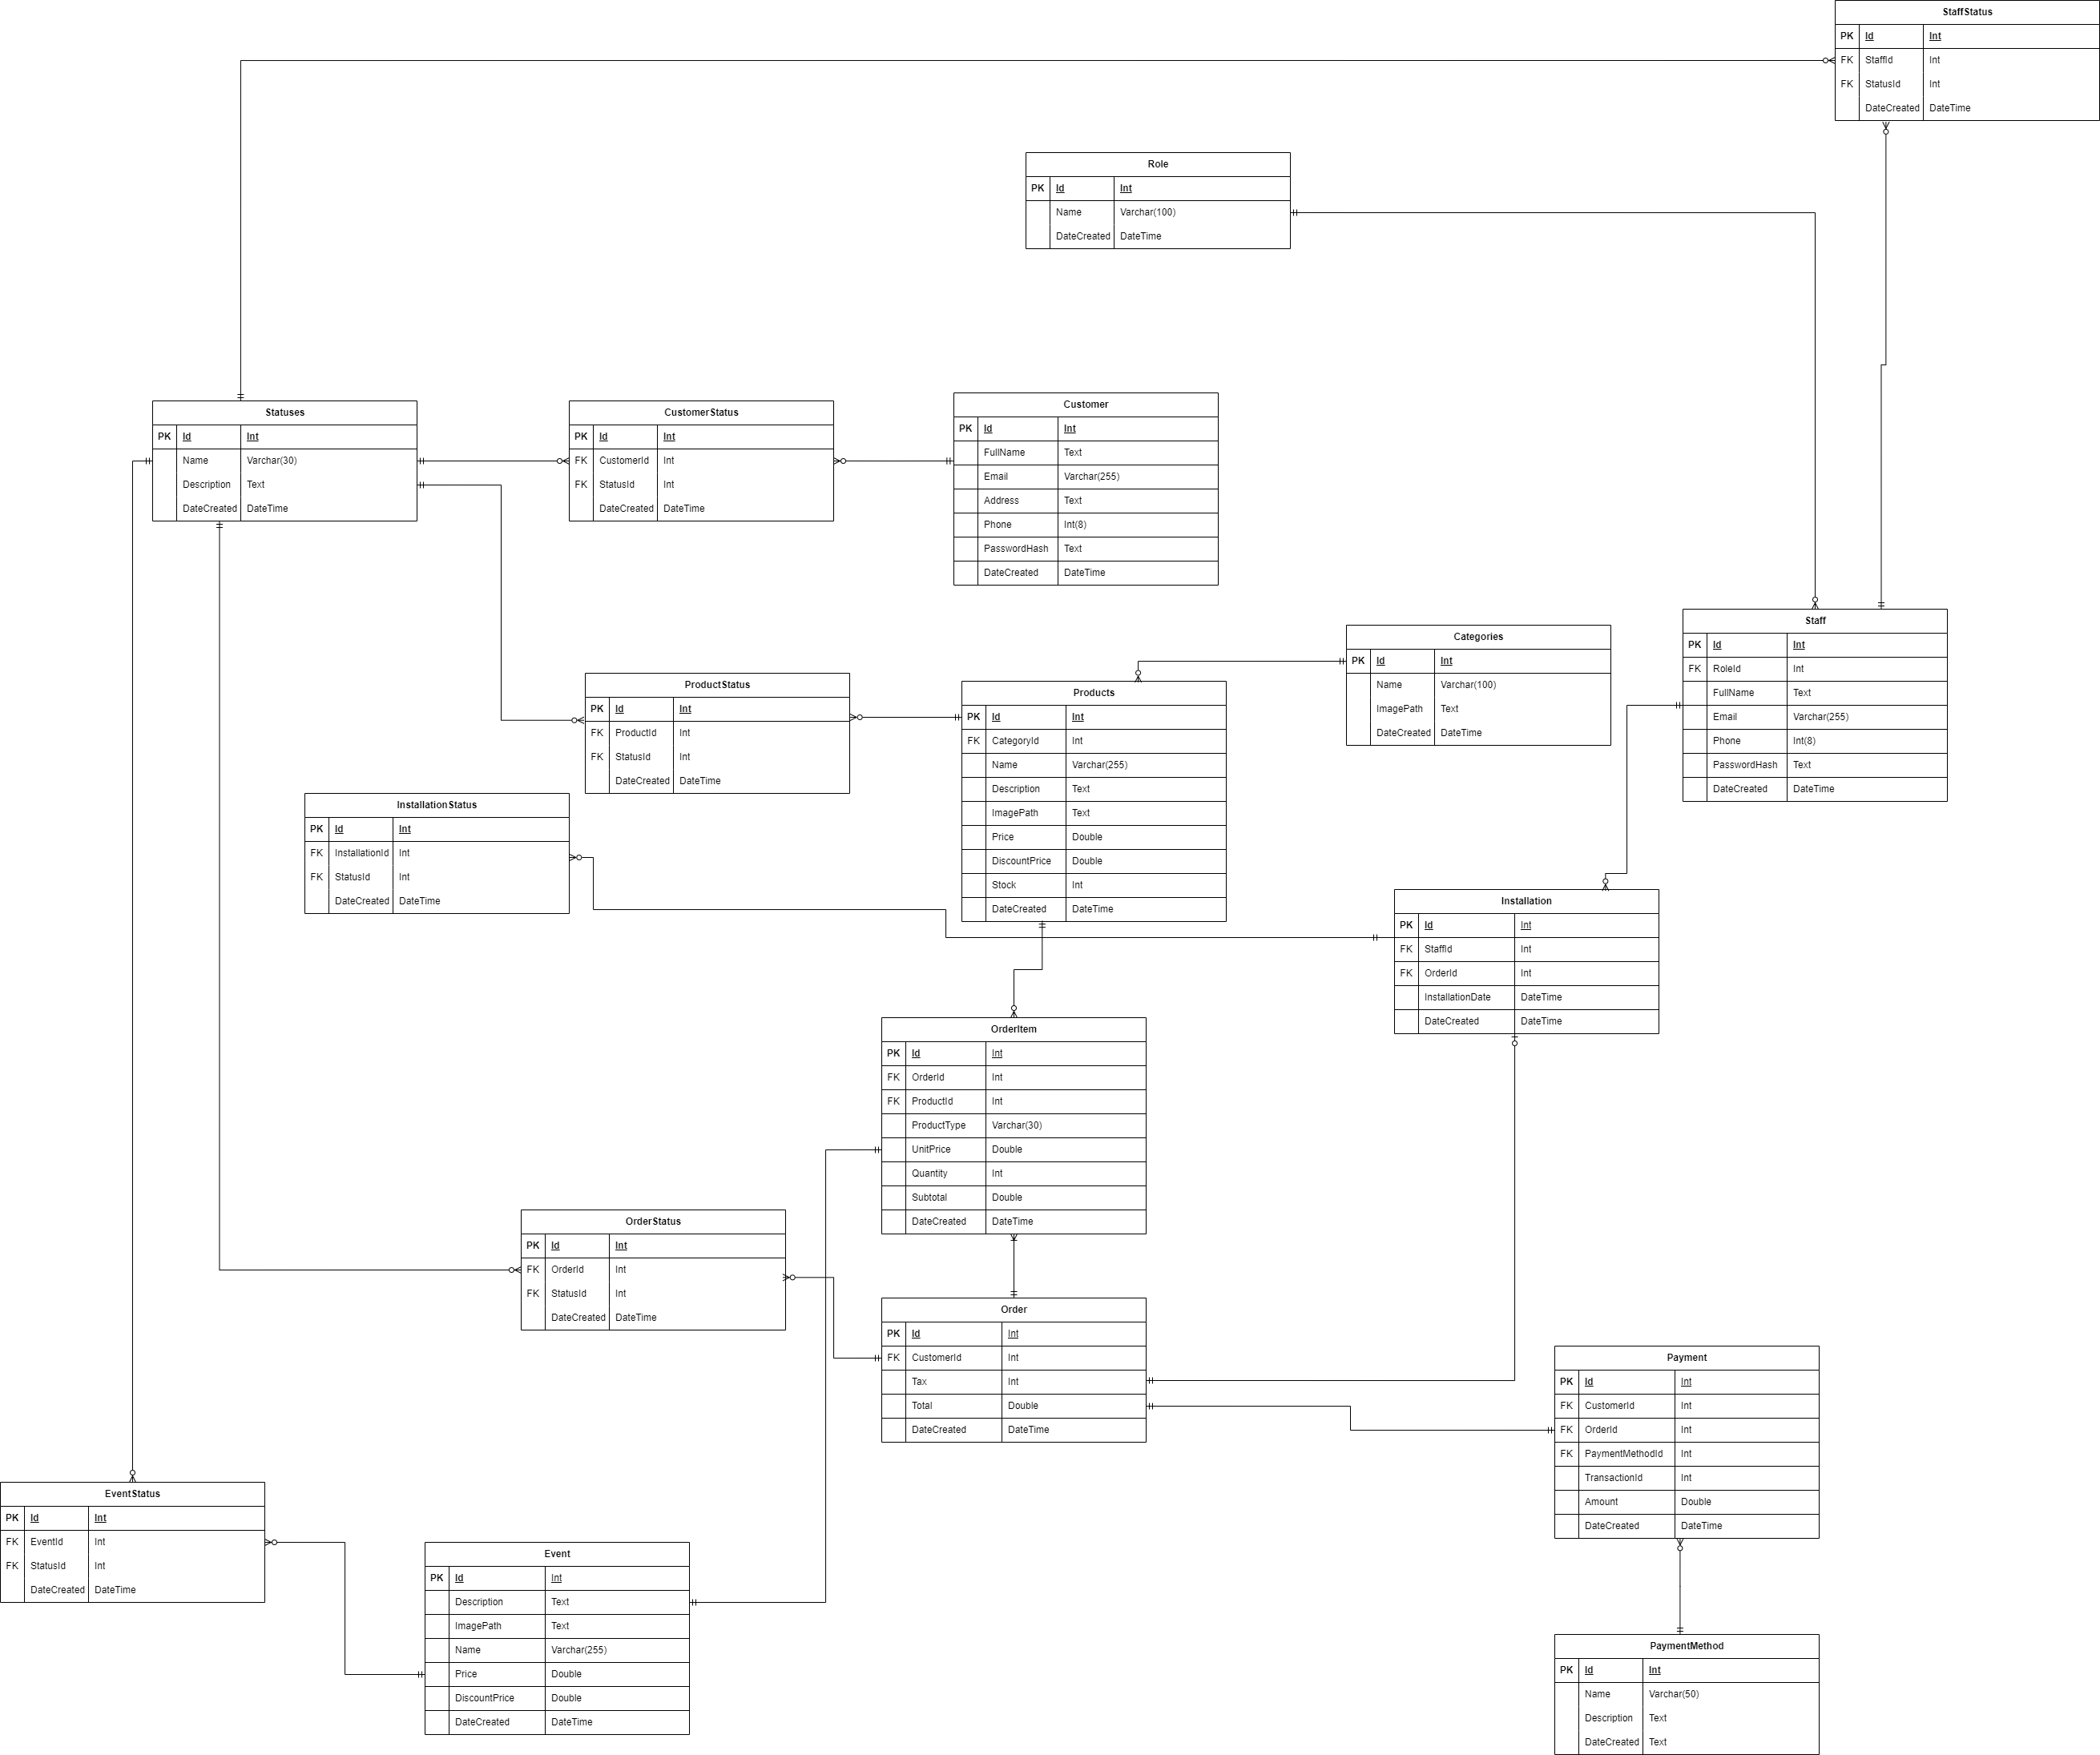 StaffStatus
PK Id Int
FK StaffId Int
FK StatusId Int
DateCreated DateTime
Role
PK Id Int
Name Varchar(100)
DateCreated DateTime
Statuses
PK Id Int
Name Varchar(30)
Description Text
DateCreated DateTime
CustomerStatus
PK Id Int
FK CustomerId Int
FK StatusId Int
DateCreated DateTime
Customer
PK Id Int
FullName Text
Email Varchar(255)
Address Text
Phone Int(8)
PasswordHash Text
DateCreated DateTime
Staff
PK Id Int
FK RoleId Int
FullName Text
Email Varchar(255)
Phone Int(8)
PasswordHash Text
DateCreated DateTime
Categories
PK Id Int
Name Varchar(100)
ImagePath Text
DateCreated DateTime
ProductStatus
PK Id Int
FK ProductId Int
FK StatusId Int
DateCreated DateTime
Products
PK Id Int
FK CategoryId Int
Name Varchar(255)
Description Text
ImagePath Text
Price Double
DiscountPrice Double
Stock Int
DateCreated DateTime
InstallationStatus
PK Id Int
FK InstallationId Int
FK StatusId Int
DateCreated DateTime
Installation
PK Id Int
FK StaffId Int
FK OrderId Int
InstallationDate DateTime
DateCreated DateTime
OrderItem
PK Id Int
FK OrderId Int
FK ProductId Int
ProductType Varchar(30)
UnitPrice Double
Quantity Int
Subtotal Double
DateCreated DateTime
OrderStatus
PK Id Int
FK OrderId Int
FK StatusId Int
DateCreated DateTime
Order
PK Id Int
FK CustomerId Int
Tax Int
Total Double
DateCreated DateTime
Payment
PK Id Int
FK CustomerId Int
FK OrderId Int
FK PaymentMethodId Int
TransactionId Int
Amount Double
DateCreated DateTime
EventStatus
PK Id Int
FK EventId Int
FK StatusId Int
DateCreated DateTime
Event
PK Id Int
Description Text
ImagePath Text
Name Varchar(255)
Price Double
DiscountPrice Double
DateCreated DateTime
PaymentMethod
PK Id Int
Name Varchar(50)
Description Text
DateCreated Text